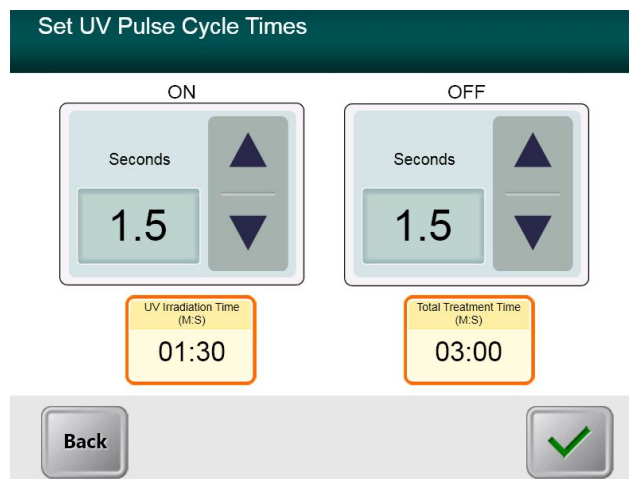 Set UV Pulse Cycle Times
ON
OFF
Seconds
1.5
Seconds
1.5
UV Irradiation Time
(M:S)
01:30
Total Treatment Time
(M:S)
03:00
Back